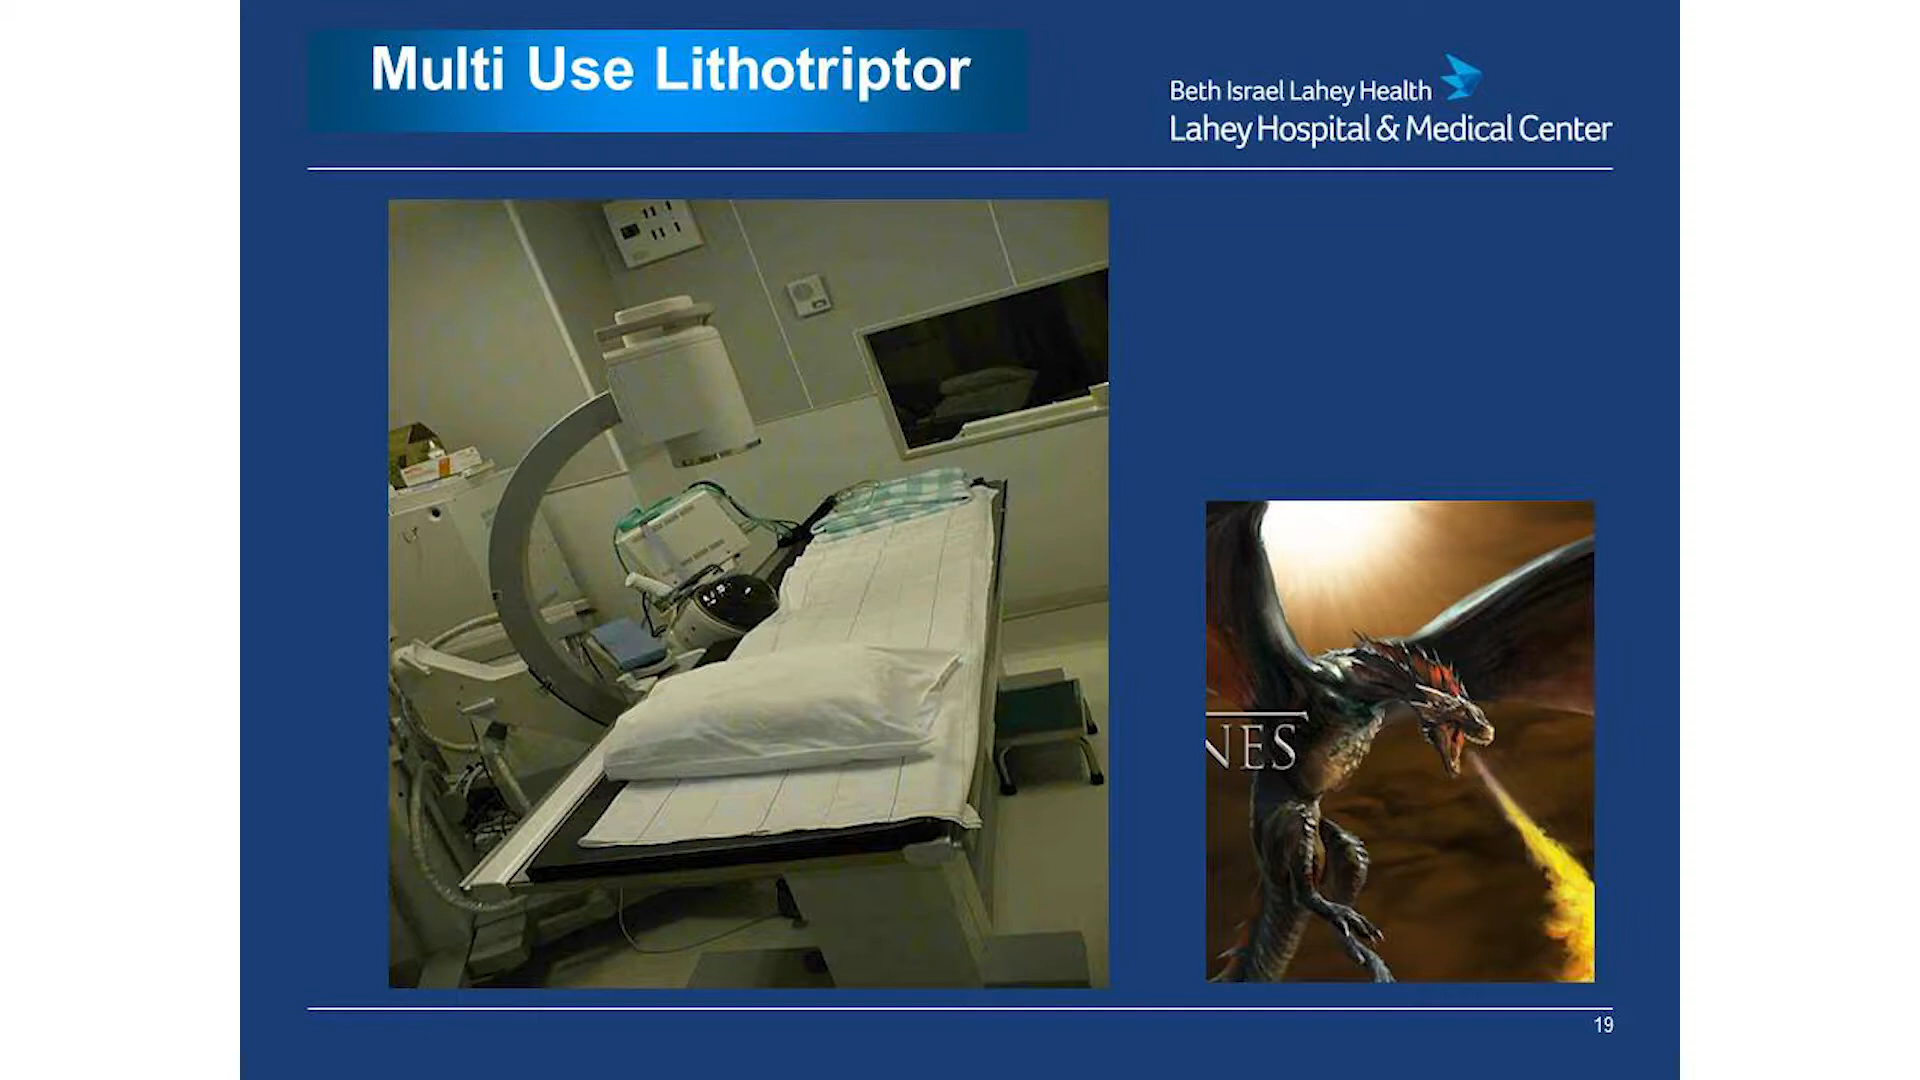 Multi Use Lithotriptor
Beth Israel Lahey Health
Lahey Hospital & Medical Center
NES
19